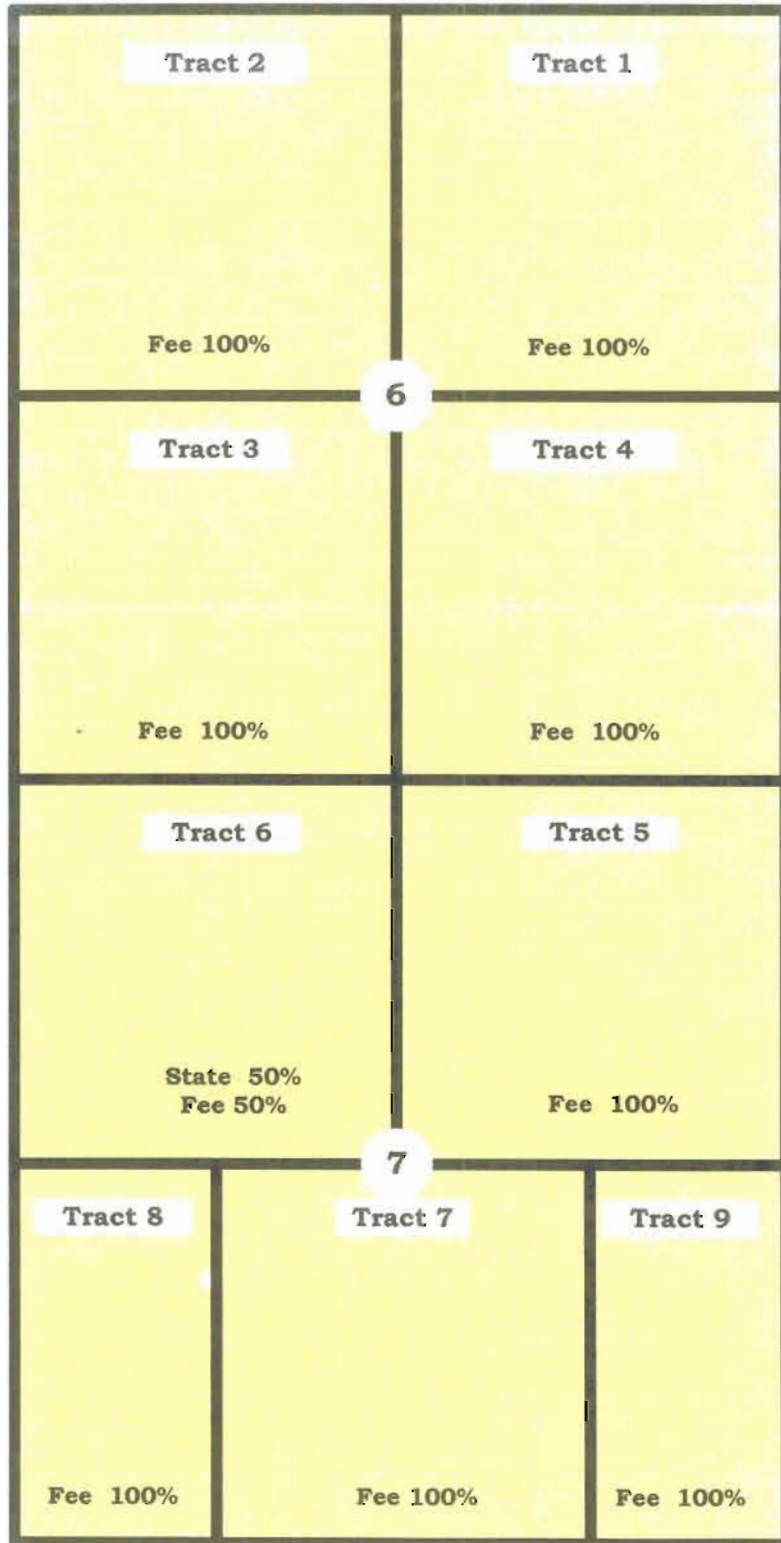 Tract 2
Tract 1
Fee 100%
Fee 100%
6
Tract 3
Tract 4
Fee 100%
Fee 100%
Tract 6
Tract 5
State 50%
Fee 50%
Fee 100%
7
Tract 8
Tract 7
Tract 9
Fee 100%
Fee 100%
Fee 100%